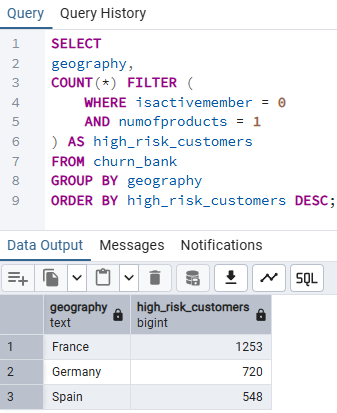 Query Query History
1 SELECT
2 geography,
3 COUNT(*) FILTER (
4 WHERE isactivemember = 0
5 AND numofproducts = 1
6 ) AS high_risk_customers
7 FROM churn_bank
8 GROUP BY geography
9 ORDER BY high_risk_customers DESC;
Data Output Messages Notifications
SQL
geography high_risk_customers
text bigint
1 France 1253
2 Germany 720
3 Spain 548